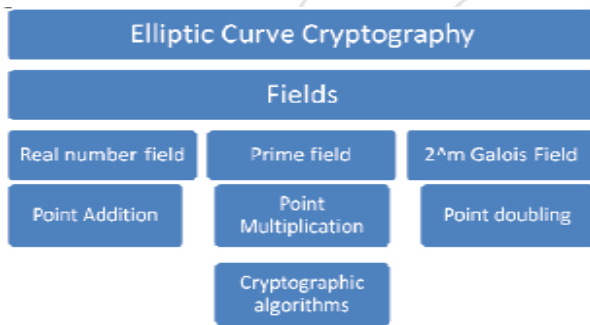 Elliptic Curve Cryptography
Fields
Real number field
Prime field
2^m Galois Field
Point Addition
Point
Multiplication
Point doubling
Cryptographic
algorithms